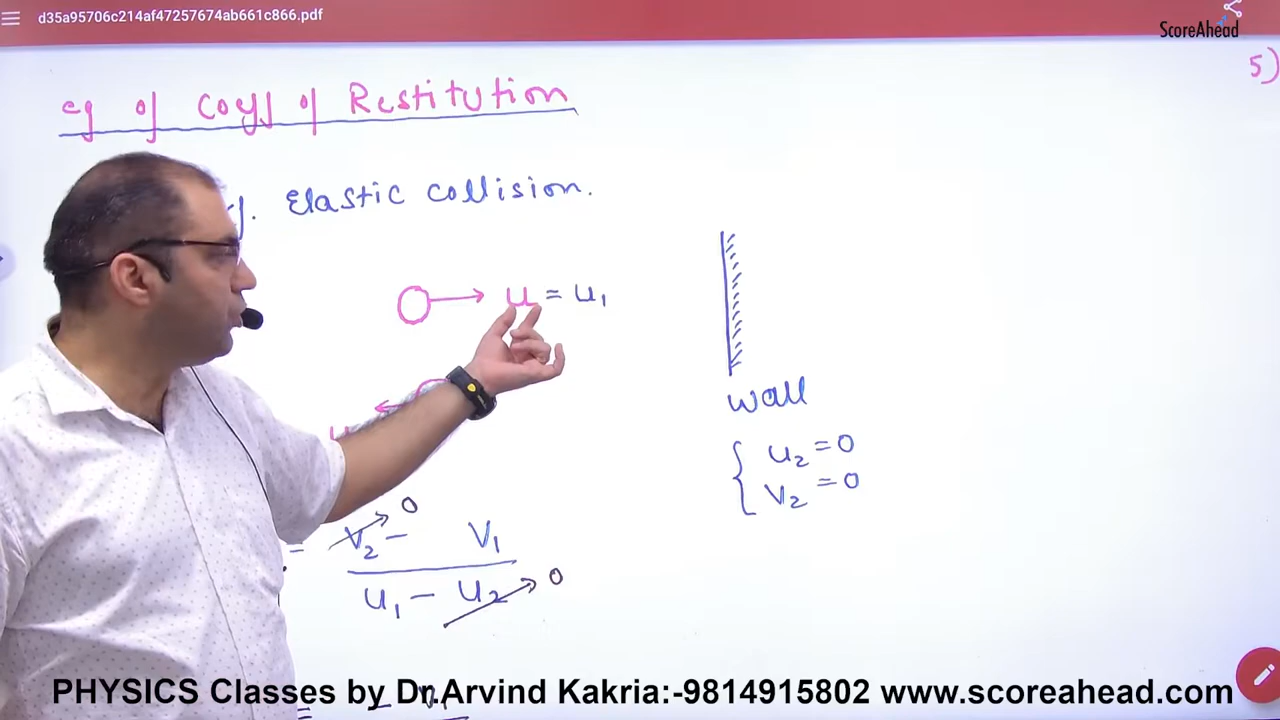 d35a95706c214af47257674ab661c866.pdf
ScoreAhead
5)
eg of Coeff of Restitution
Elastic collision.
u = u₁
wall
u₂ = 0
v₂ = 0
= v₂ - v₁
0
u₁ - u₂
0
=
PHYSICS Classes by Dr.Arvind Kakria:-9814915802 www.scoreahead.com